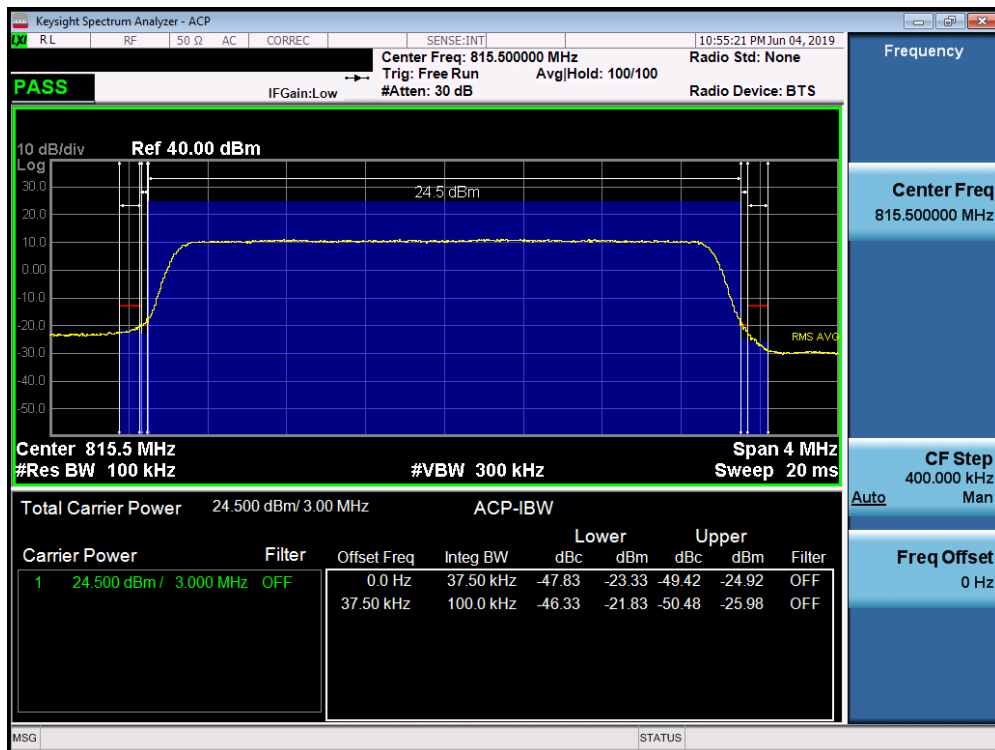 Keysight Spectrum Analyzer - ACP
LXI RL RF 50 Ω AC CORREC SENSE:INT 10:55:21 PM Jun 04, 2019
Center Freq: 815.500000 MHz Radio Std: None
Trig: Free Run Avg|Hold: 100/100
PASS IFGain:Low #Atten: 30 dB Radio Device: BTS
10 dB/div Ref 40.00 dBm
Log
30.0
24.5 dBm
20.0
10.0
0.00
-10.0
-20.0
RMS AVG
-30.0
-40.0
-50.0
Center 815.5 MHz Span 4 MHz
#Res BW 100 kHz #VBW 300 kHz Sweep 20 ms
Total Carrier Power 24.500 dBm/ 3.00 MHz ACP-IBW
Lower Upper
Carrier Power Filter Offset Freq Integ BW dBc dBm dBc dBm Filter
1 24.500 dBm / 3.000 MHz OFF 0.0 Hz 37.50 kHz -47.83 -23.33 -49.42 -24.92 OFF
37.50 kHz 100.0 kHz -46.33 -21.83 -50.48 -25.98 OFF
MSG STATUS
Frequency
Center Freq
815.500000 MHz
CF Step
400.000 kHz
Auto Man
Freq Offset
0 Hz